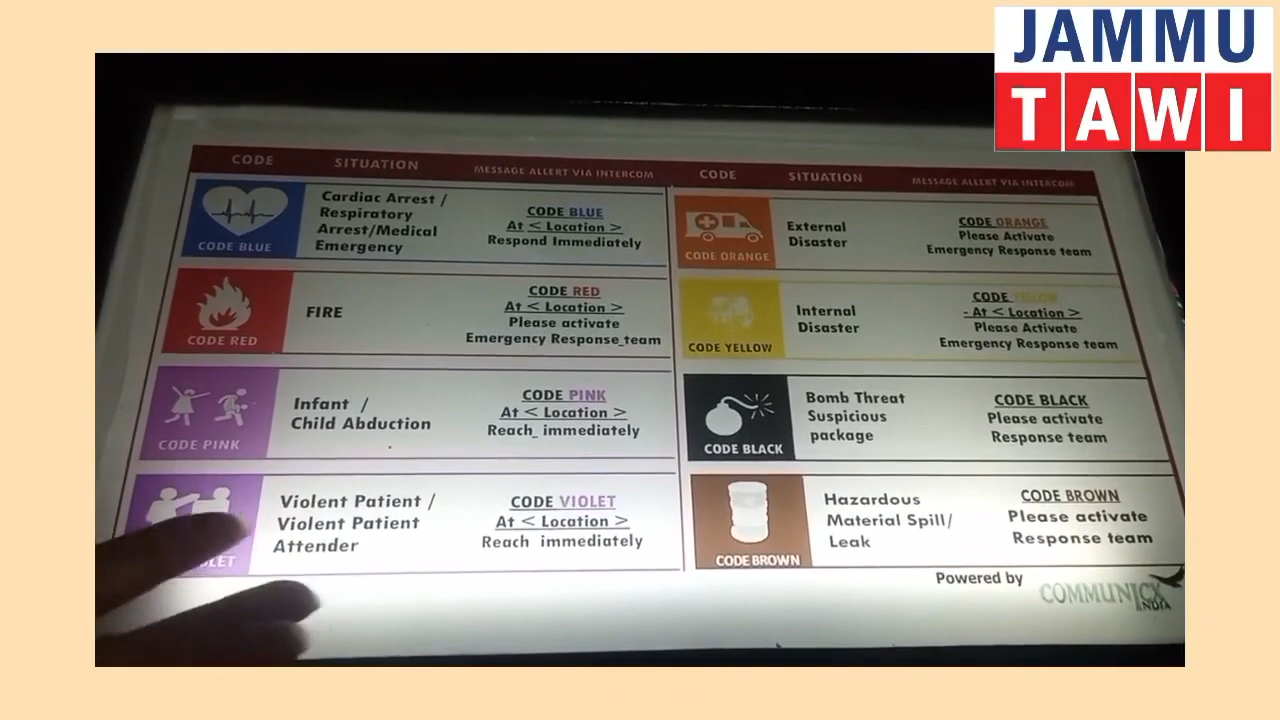 JAMMU
TAWI
CODE SITUATION MESSAGE ALLERT VIA INTERCOM
CODE BLUE
Cardiac Arrest /
Respiratory
Arrest/Medical
Emergency
CODE BLUE
At < Location >
Respond Immediately
CODE RED
FIRE
CODE RED
At < Location >
Please activate
Emergency Response_team
CODE PINK
Infant /
Child Abduction
CODE PINK
At < Location >
Reach_ immediately
Violent Patient /
Violent Patient
Attender
CODE VIOLET
At < Location >
Reach immediately
CODE SITUATION MESSAGE ALLERT VIA INTERCOM
CODE ORANGE
External
Disaster
CODE ORANGE
Please Activate
Emergency Response team
CODE YELLOW
Internal
Disaster
CODE YELLOW
- At < Location >
Please Activate
Emergency Response team
CODE BLACK
Bomb Threat
Suspicious
package
CODE BLACK
Please activate
Response team
CODE BROWN
Hazardous
Material Spill/
Leak
CODE BROWN
Please activate
Response team
Powered by
COMMUNICX
INDIA